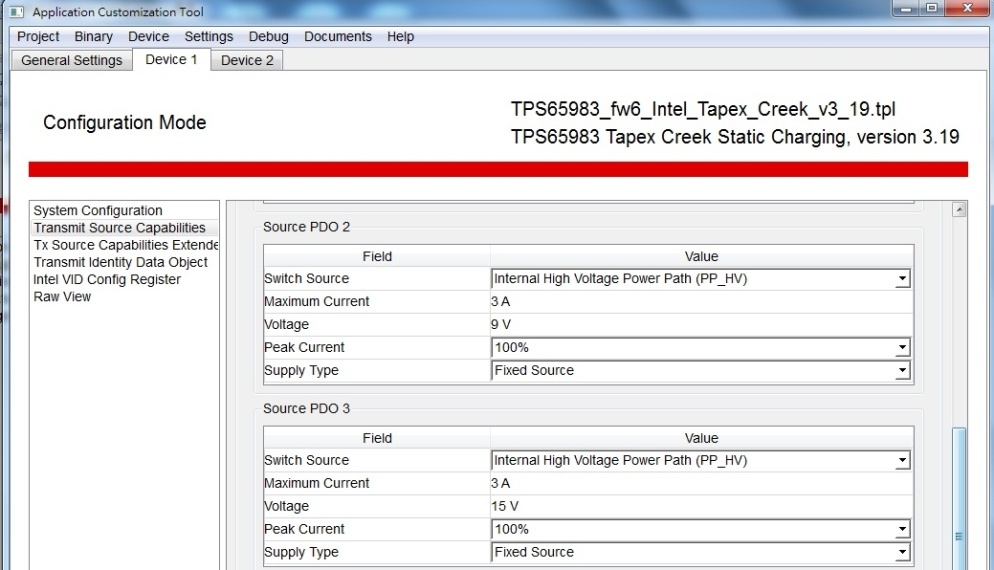 Application Customization Tool
Project Binary Device Settings Debug Documents Help
General Settings Device 1 Device 2
Configuration Mode
TPS65983_fw6_Intel_Tapex_Creek_v3_19.tpl
TPS65983 Tapex Creek Static Charging, version 3.19
System Configuration
Transmit Source Capabilities
Tx Source Capabilities Extende
Transmit Identity Data Object
Intel VID Config Register
Raw View
Source PDO 2
Field Value
Switch Source Internal High Voltage Power Path (PP_HV)
Maximum Current 3 A
Voltage 9 V
Peak Current 100%
Supply Type Fixed Source
Source PDO 3
Field Value
Switch Source Internal High Voltage Power Path (PP_HV)
Maximum Current 3 A
Voltage 15 V
Peak Current 100%
Supply Type Fixed Source